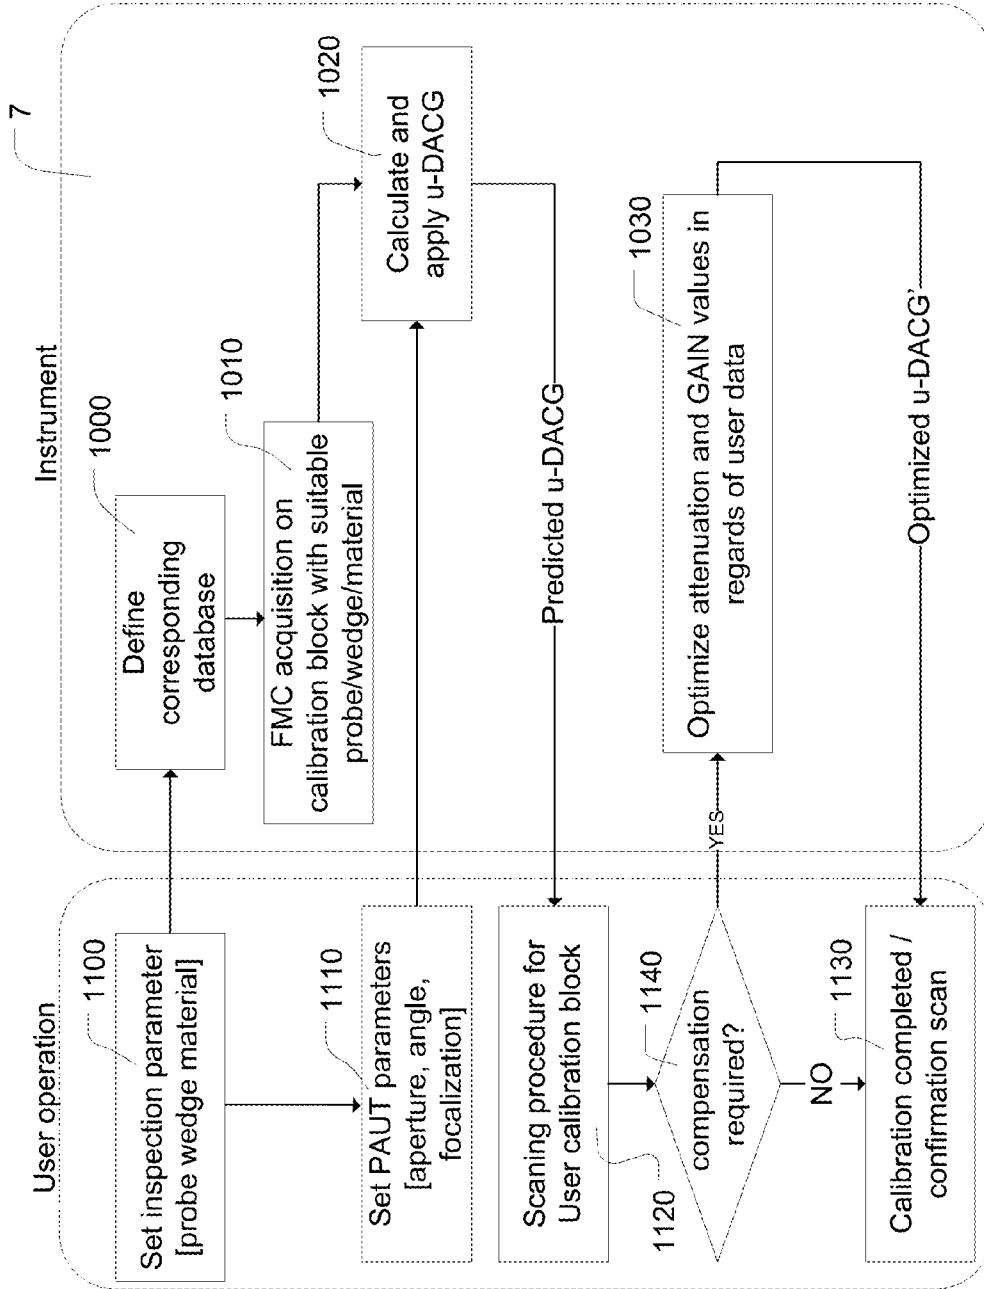 User operation
Instrument
7
1100
Set inspection parameter
[probe wedge material]
1000
Define
corresponding
database
1010
FMC acquisition on
calibration block with suitable
probe/wedge/material
1110
Set PAUT parameters
[aperture, angle,
focalization]
1020
Calculate and
apply u-DACG
Predicted u-DACG
Scaning procedure for
User calibration block
1120
1140
compensation
required?
YES
NO
1030
Optimize attenuation and GAIN values in
regards of user data
Optimized u-DACG'
1130
Calibration completed /
confirmation scan